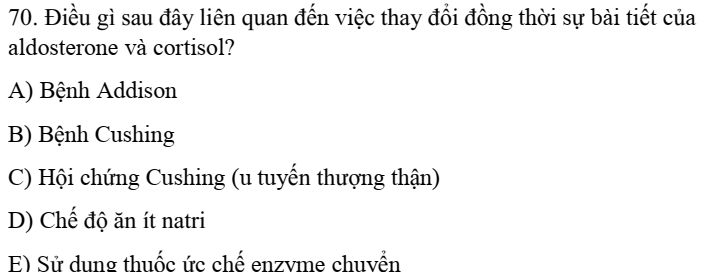 70. Điều gì sau đây liên quan đến việc thay đổi đồng thời sự bài tiết của
aldosterone và cortisol?
A) Bệnh Addison
B) Bệnh Cushing
C) Hội chứng Cushing (u tuyến thượng thận)
D) Chế độ ăn ít natri
E) Sử dụng thuốc ức chế enzyme chuyển